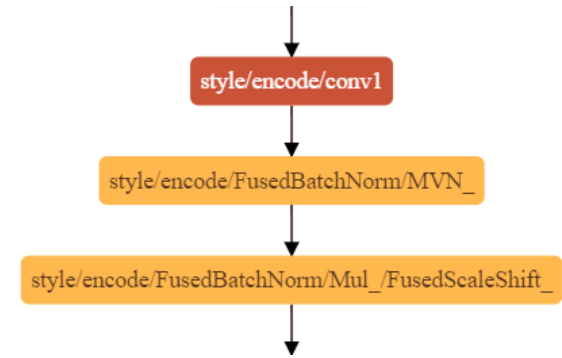 style/encode/conv1
style/encode/FusedBatchNorm/MVN_
style/encode/FusedBatchNorm/Mul_/FusedScaleShift_